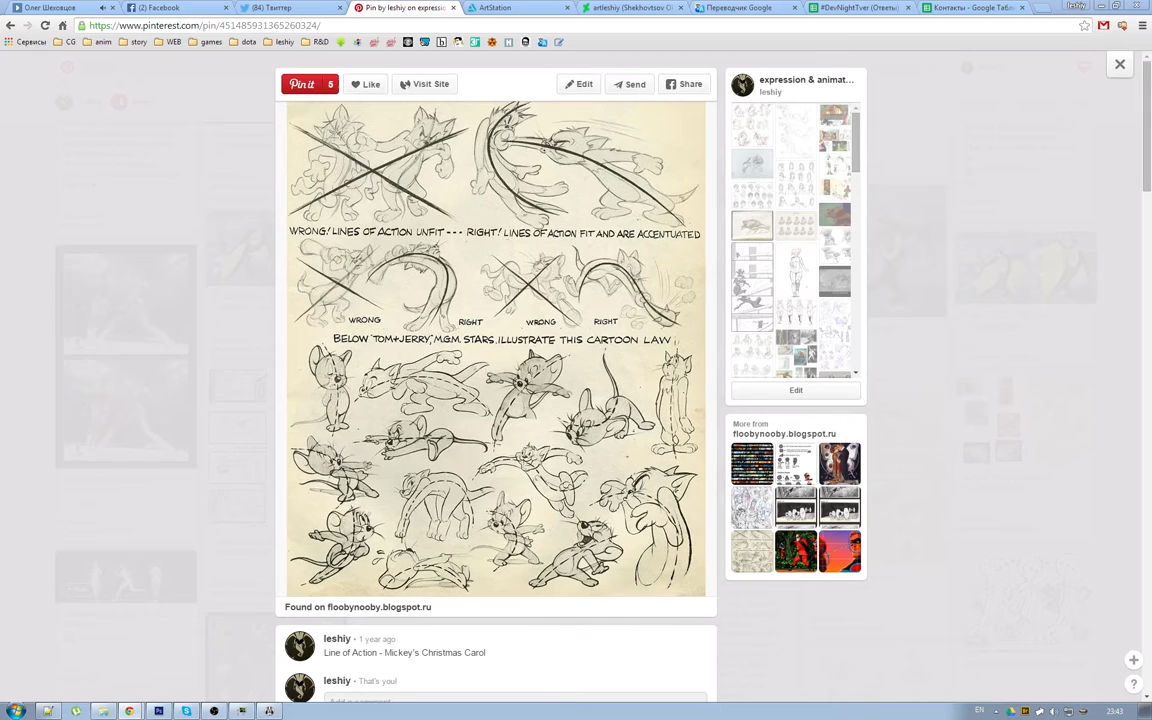 Олег Шеховцов
(2) Facebook
(84) Твиттер
Pin by leshiy on expressio
ArtStation
artleshiy (Shekhovtsov Ol
Переводчик Google
#DevNightTver (Ответы)
Контакты - Google Табл
leshiy
https://www.pinterest.com/pin/451485931365260324/
Сервисы
CG
anim
story
WEB
games
dota
leshiy
R&D
Pin it 5
Like
Visit Site
Edit
Send
Share
expression & animat...
leshiy
WRONG! LINES OF ACTION UNFIT --- RIGHT! LINES OF ACTION FIT AND ARE ACCENTUATED
WRONG
RIGHT
WRONG
RIGHT
BELOW "TOM+JERRY," M.G.M. STARS. ILLUSTRATE THIS CARTOON LAW
Edit
More from
floobynooby.blogspot.ru
Found on floobynooby.blogspot.ru
leshiy • 1 year ago
Line of Action - Mickey's Christmas Carol
leshiy • That's you!
Add a comment
EN
23:43